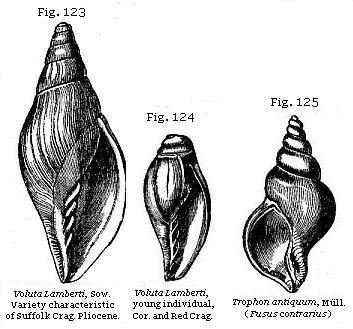 Fig. 123
Fig. 124
Fig. 125
Voluta Lamberti, Sow.
Variety characteristic
of Suffolk Crag. Pliocene.
Voluta Lamberti,
young individual,
Cor. and Red Crag.
Trophon antiquum, Müll.
(Fusus contrarius)